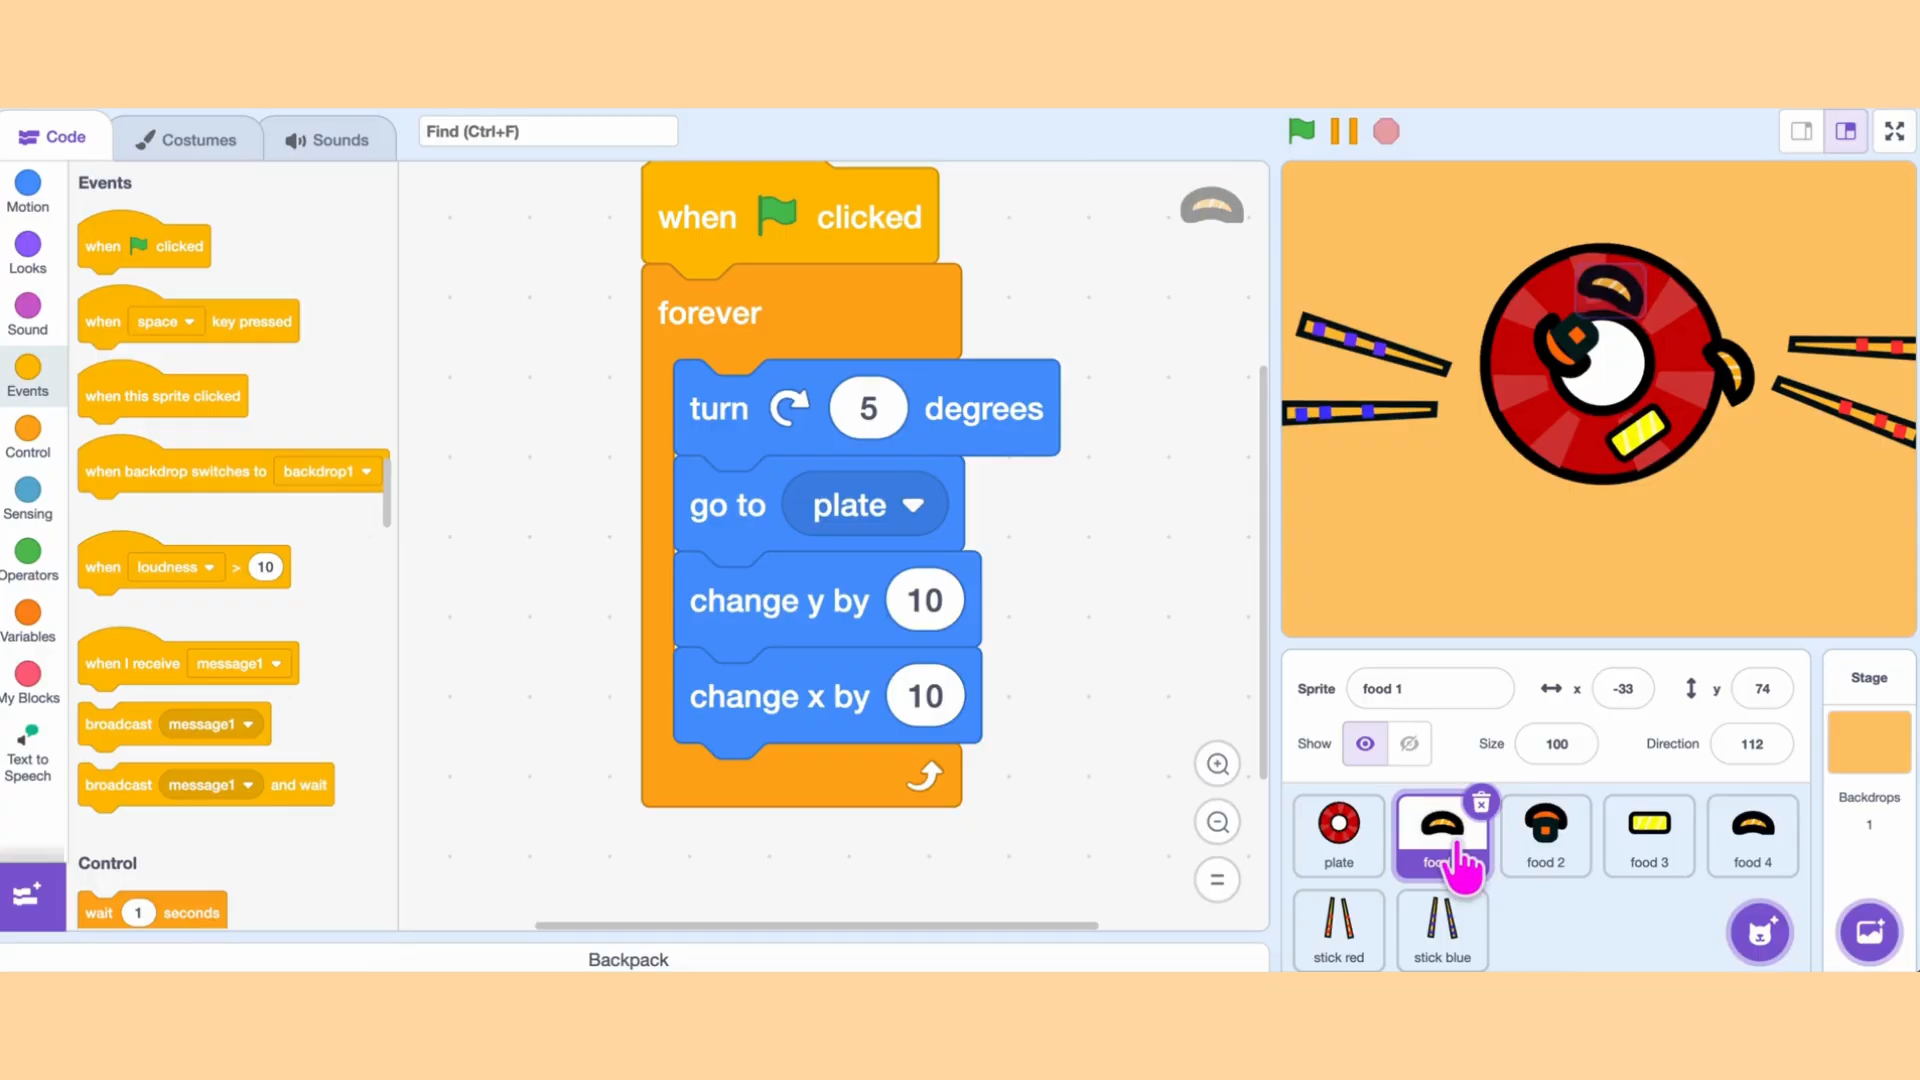 Code
Costumes
Sounds
Find (Ctrl+F)
Motion
Looks
Sound
Events
Control
Sensing
Operators
Variables
My Blocks
Text to
Speech
Events
when clicked
when space key pressed
when this sprite clicked
when backdrop switches to backdrop1
when loudness > 10
when I receive message1
broadcast message1
broadcast message1 and wait
Control
wait 1 seconds
when clicked
forever
turn 5 degrees
go to plate
change y by 10
change x by 10
Backpack
Sprite food 1 x -33 y 74
Show Size 100 Direction 112
plate
food 2
food 3
food 4
stick red
stick blue
Stage
Backdrops
1